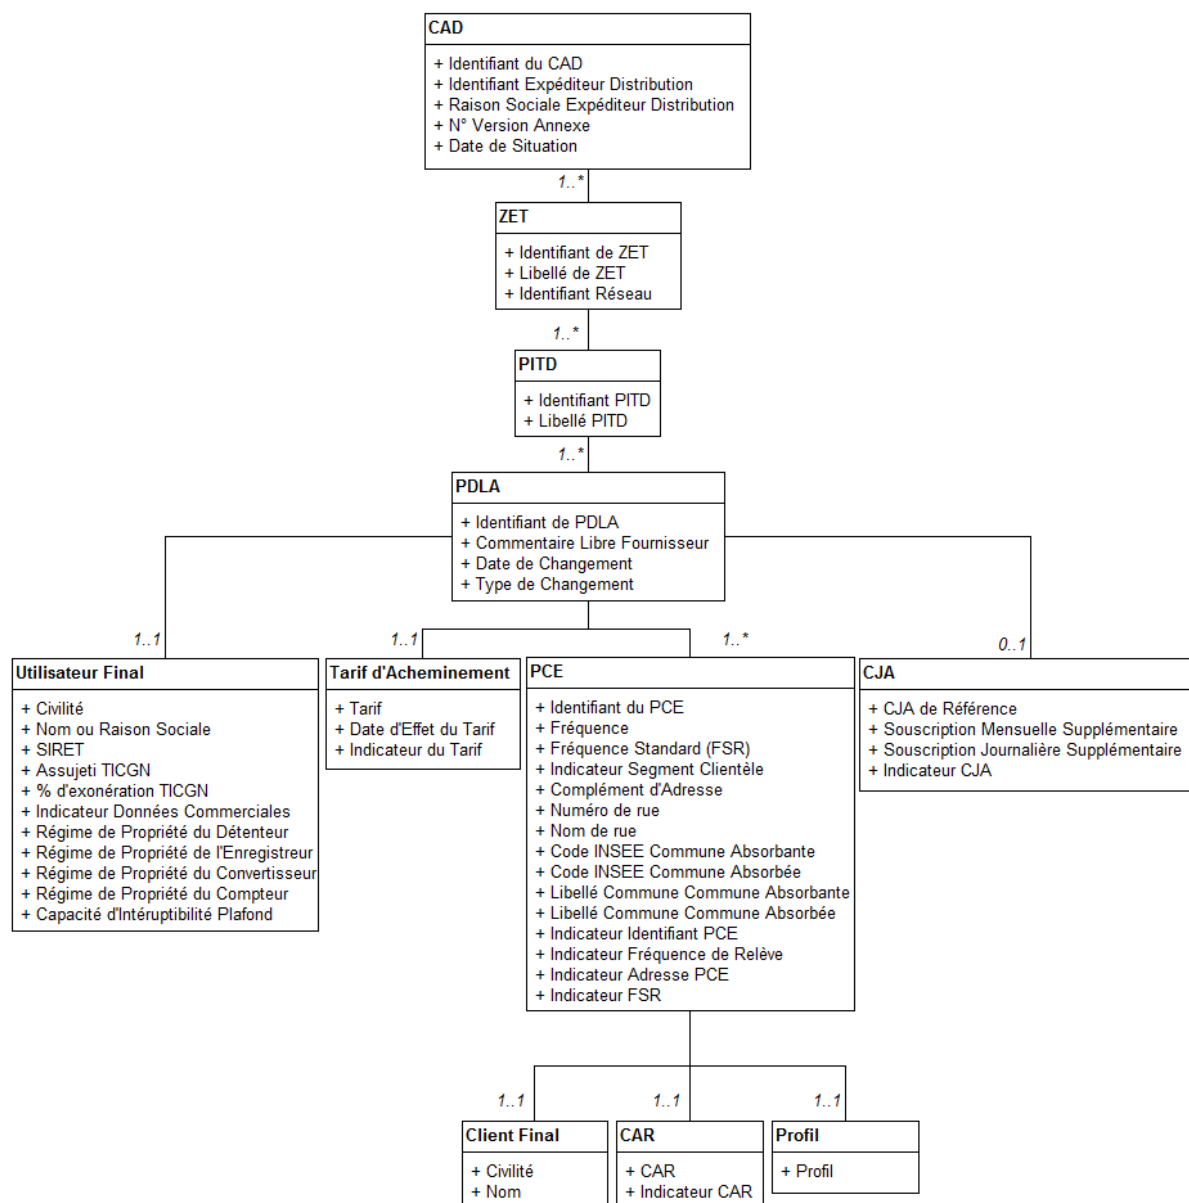 CAD
+ Identifiant du CAD
+ Identifiant Expéditeur Distribution
+ Raison Sociale Expéditeur Distribution
+ N° Version Annexe
+ Date de Situation
1..*
ZET
+ Identifiant de ZET
+ Libellé de ZET
+ Identifiant Réseau
1..*
PITD
+ Identifiant PITD
+ Libellé PITD
1..*
PDLA
+ Identifiant de PDLA
+ Commentaire Libre Fournisseur
+ Date de Changement
+ Type de Changement
1..1
Utilisateur Final
+ Civilité
+ Nom ou Raison Sociale
+ SIRET
+ Assujeti TICGN
+ % d'exonération TICGN
+ Indicateur Données Commerciales
+ Régime de Propriété du Détenteur
+ Régime de Propriété de l'Enregistreur
+ Régime de Propriété du Convertisseur
+ Régime de Propriété du Compteur
+ Capacité d'Intéruptibilité Plafond
1..1
Tarif d'Acheminement
+ Tarif
+ Date d'Effet du Tarif
+ Indicateur du Tarif
1..*
PCE
+ Identifiant du PCE
+ Fréquence
+ Fréquence Standard (FSR)
+ Indicateur Segment Clientêle
+ Complément d'Adresse
+ Numéro de rue
+ Nom de rue
+ Code INSEE Commune Absorbante
+ Code INSEE Commune Absorbée
+ Libellé Commune Commune Absorbante
+ Libellé Commune Commune Absorbée
+ Indicateur Identifiant PCE
+ Indicateur Fréquence de Relève
+ Indicateur Adresse PCE
+ Indicateur FSR
0..1
CJA
+ CJA de Référence
+ Souscription Mensuelle Supplémentaire
+ Souscription Journalière Supplémentaire
+ Indicateur CJA
1..1
Client Final
+ Civilité
+ Nom
1..1
CAR
+ CAR
+ Indicateur CAR
1..1
Profil
+ Profil